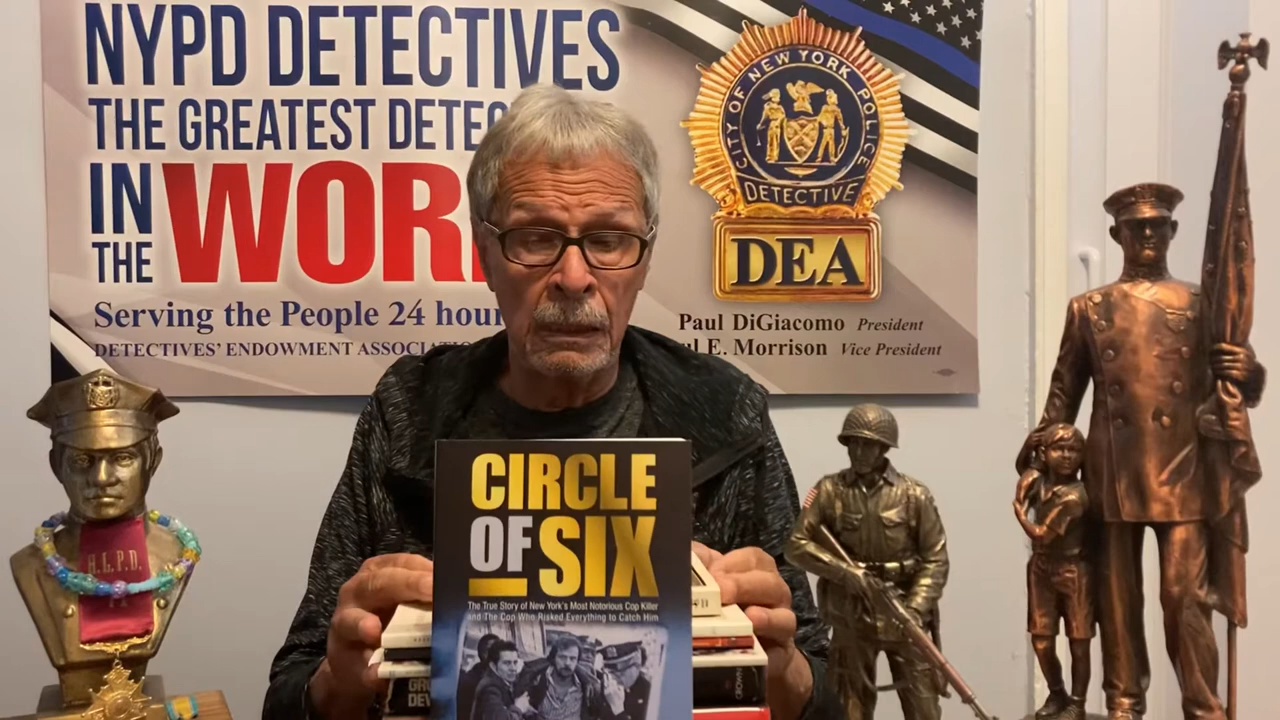 NYPD DETECTIVES
THE GREATEST DETEC
IN THE WOR
Serving the People 24 hour
DETECTIVES' ENDOWMENT ASSOCIATIO
CITY OF NEW YORK POLICE
DETECTIVE
DEA
Paul DiGiacomo President
ul E. Morrison Vice President
H.L.P.D.
CIRCLE
OF SIX
The True Story of New York's Most Notorious Cop Killer
and The Cop Who Risked Everything to Catch Him